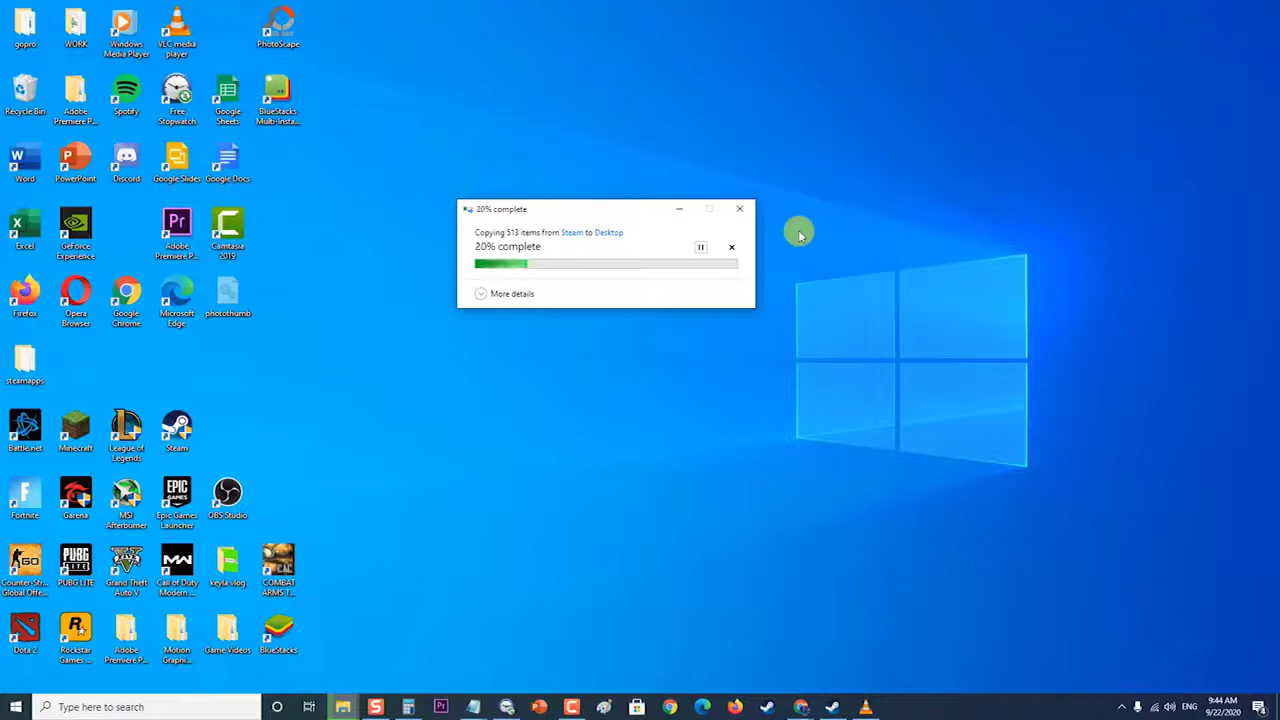 gopro
WORK
Windows
Media Player
VLC media
player
PhotoScape
Recycle Bin
Adobe
Premiere P...
Spotify
Free
Stopwatch
Google
Sheets
BlueStacks
Multi-Insta...
Word
PowerPoint
Discord
Google Slides
Google Docs
Excel
GeForce
Experience
Adobe
Premiere P...
Camtasia
2019
Firefox
Opera
Browser
Google
Chrome
Microsoft
Edge
photothumb
steamapps
Battle.net
Minecraft
League of
Legends
Steam
Fortnite
Garena
MSI
Afterburner
EPIC
GAMES
Epic Games
Launcher
OBS Studio
Counter-Str...
Global Offe...
PUBG LITE
Grand Theft
Auto V
Call of Duty
Modern ...
keyla vlog
COMBAT
ARMS T...
Dota 2
Rockstar
Games ...
Adobe
Premiere P...
Motion
Graphi...
Game Videos
BlueStacks
20% complete
Copying 513 items from Steam to Desktop
20% complete
More details
Type here to search
ENG
9:44 AM
9/22/2020